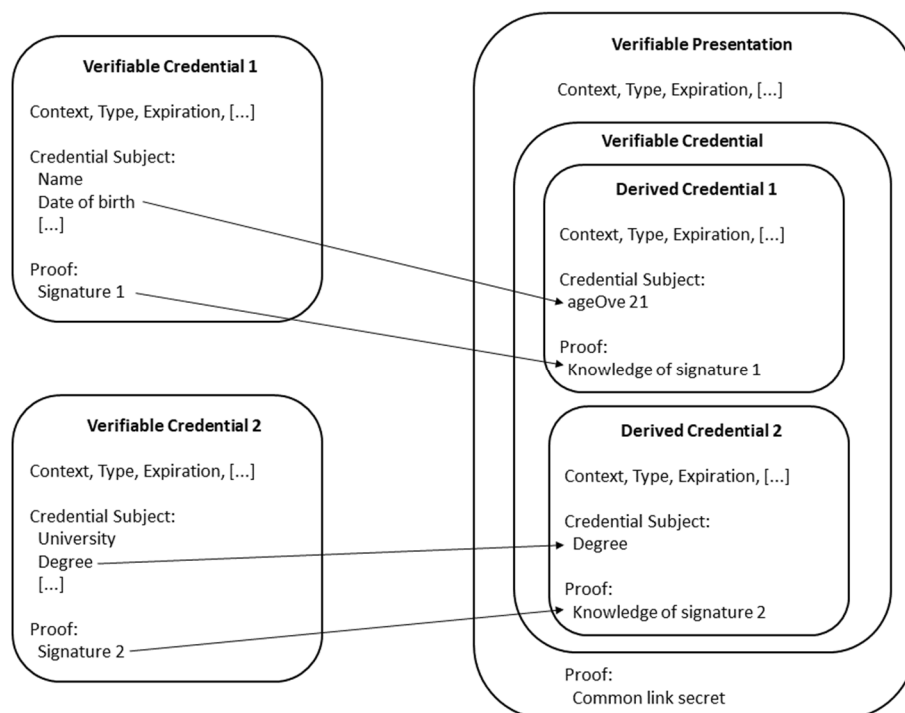 Verifiable Credential 1
Context, Type, Expiration, [...]
Credential Subject:
Name
Date of birth
[...]
Proof:
Signature 1
Verifiable Credential 2
Context, Type, Expiration, [...]
Credential Subject:
University
Degree
[...]
Proof:
Signature 2
Verifiable Presentation
Context, Type, Expiration, [...]
Verifiable Credential
Derived Credential 1
Context, Type, Expiration, [...]
Credential Subject:
ageOve 21
Proof:
Knowledge of signature 1
Derived Credential 2
Context, Type, Expiration, [...]
Credential Subject:
Degree
Proof:
Knowledge of signature 2
Proof:
Common link secret